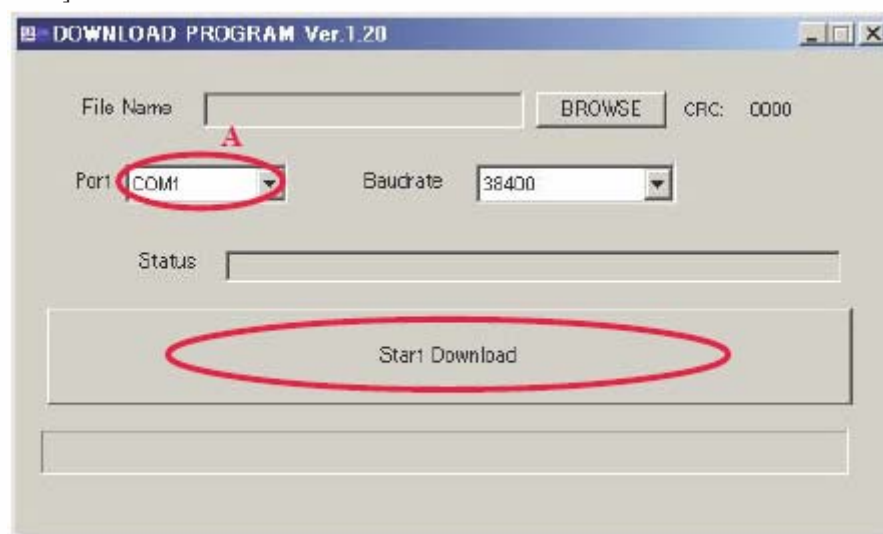 DOWNLOAD PROGRAM Ver.1.20
File Name BROWSE CRC: 0000
A
Port COM1 Baudrate 38400
Status
Start Download